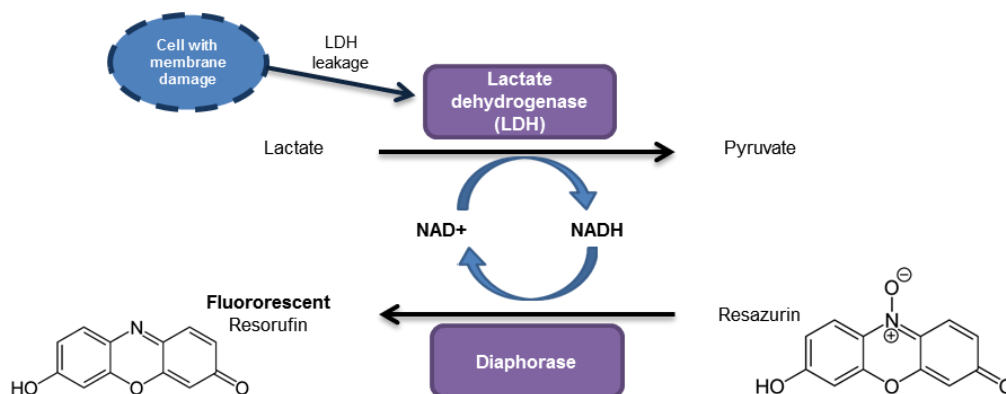 Cell with
membrane
damage
LDH
leakage
Lactate
dehydrogenase
(LDH)
Lactate
Pyruvate
NAD+
NADH
Fluororescent
Resorufin
Resazurin
Diaphorase
N
HO
O
O
O⊖
N
⊕
HO
O
O